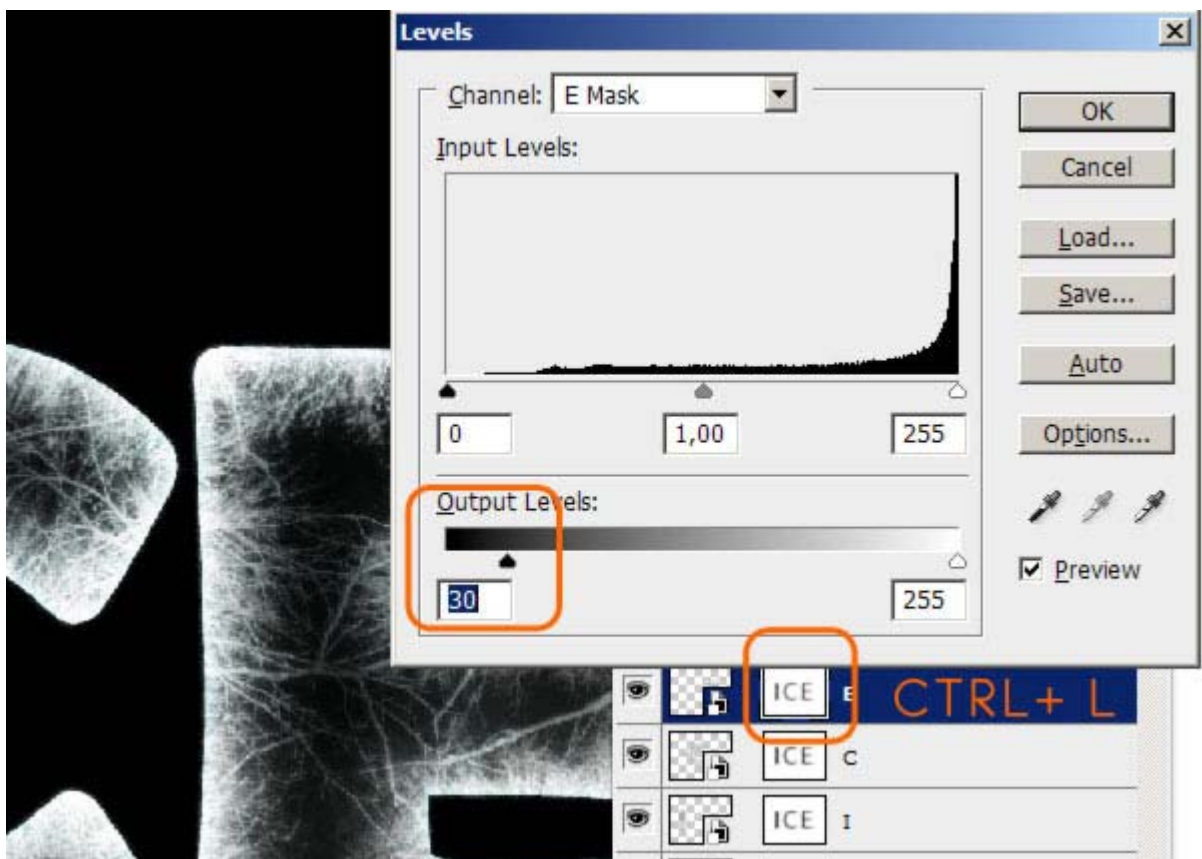 Levels
Channel: E Mask
OK
Input Levels:
Cancel
Load...
Save...
Auto
0 1,00 255
Options...
Output Levels:
Preview
30 255
ICE E CTRL+ L
ICE C
ICE I